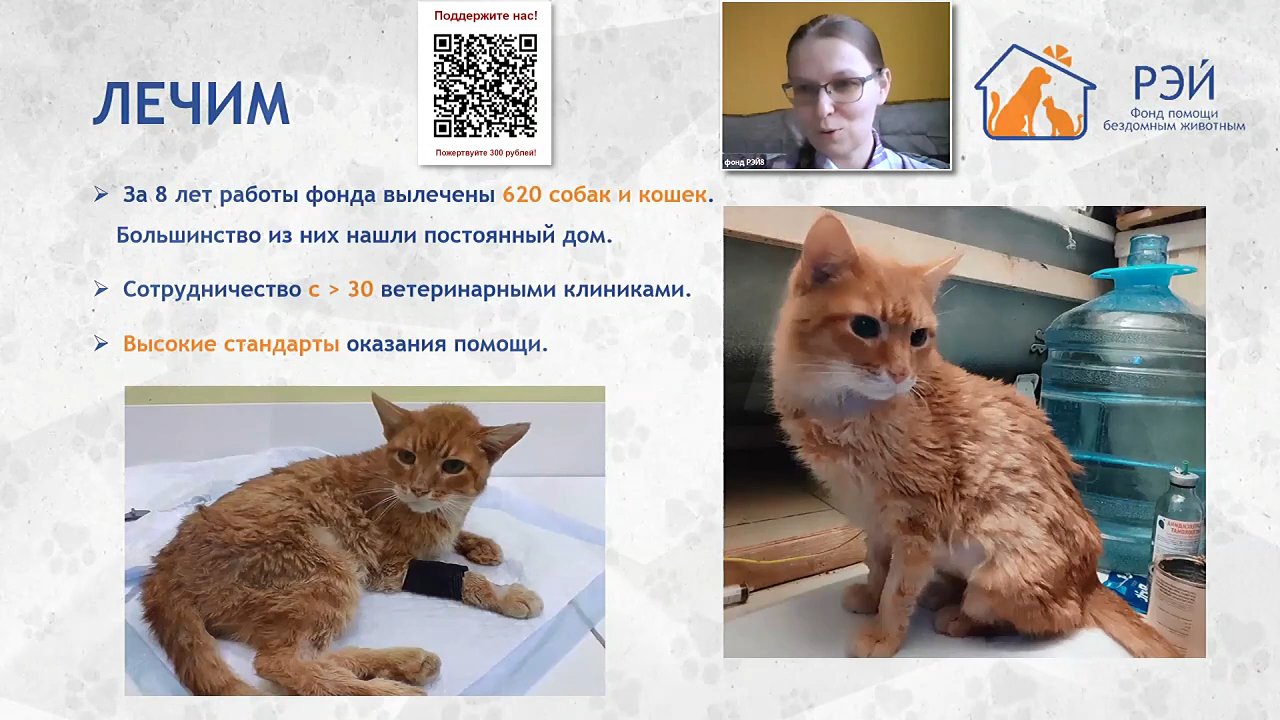 Поддержите нас!
Пожертвуйте 300 рублей!
фонд РЭЙ8
РЭЙ
Фонд помощи
бездомным животным
ЛЕЧИМ
За 8 лет работы фонда вылечены 620 собак и кошек.
Большинство из них нашли постоянный дом.
Сотрудничество с > 30 ветеринарными клиниками.
Высокие стандарты оказания помощи.